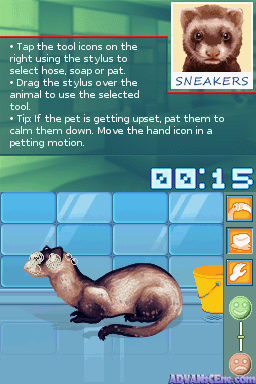 • Tap the tool icons on the
right using the stylus to
select hose, soap or pat.
• Drag the stylus over the
animal to use the selected
tool.
• Tip: If the pet is getting upset, pat them to
calm them down. Move the hand icon in a
petting motion.
SNEAKERS
00:15
ADVANsCEne.com